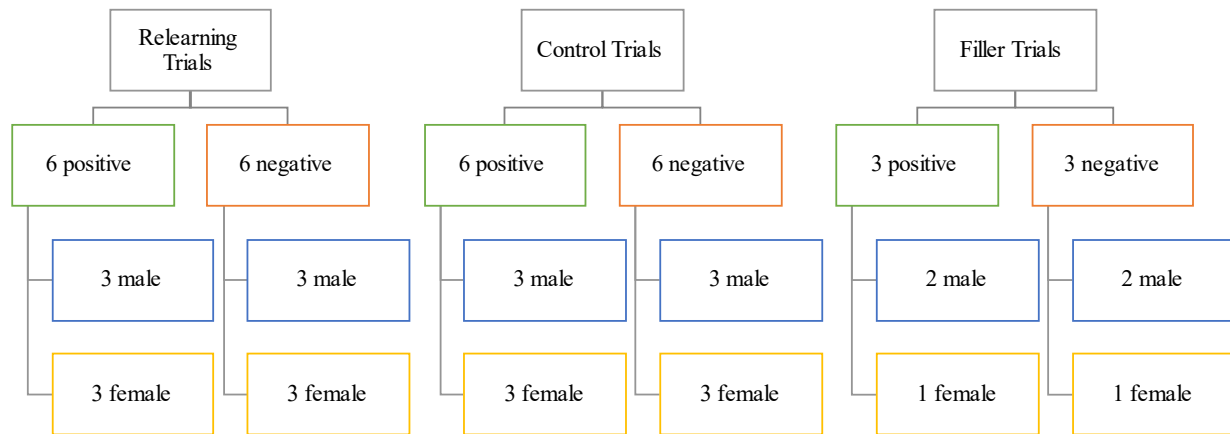 Relearning
Trials
Control Trials
Filler Trials
6 positive
6 negative
6 positive
6 negative
3 positive
3 negative
3 male
3 male
3 male
3 male
2 male
2 male
3 female
3 female
3 female
3 female
1 female
1 female